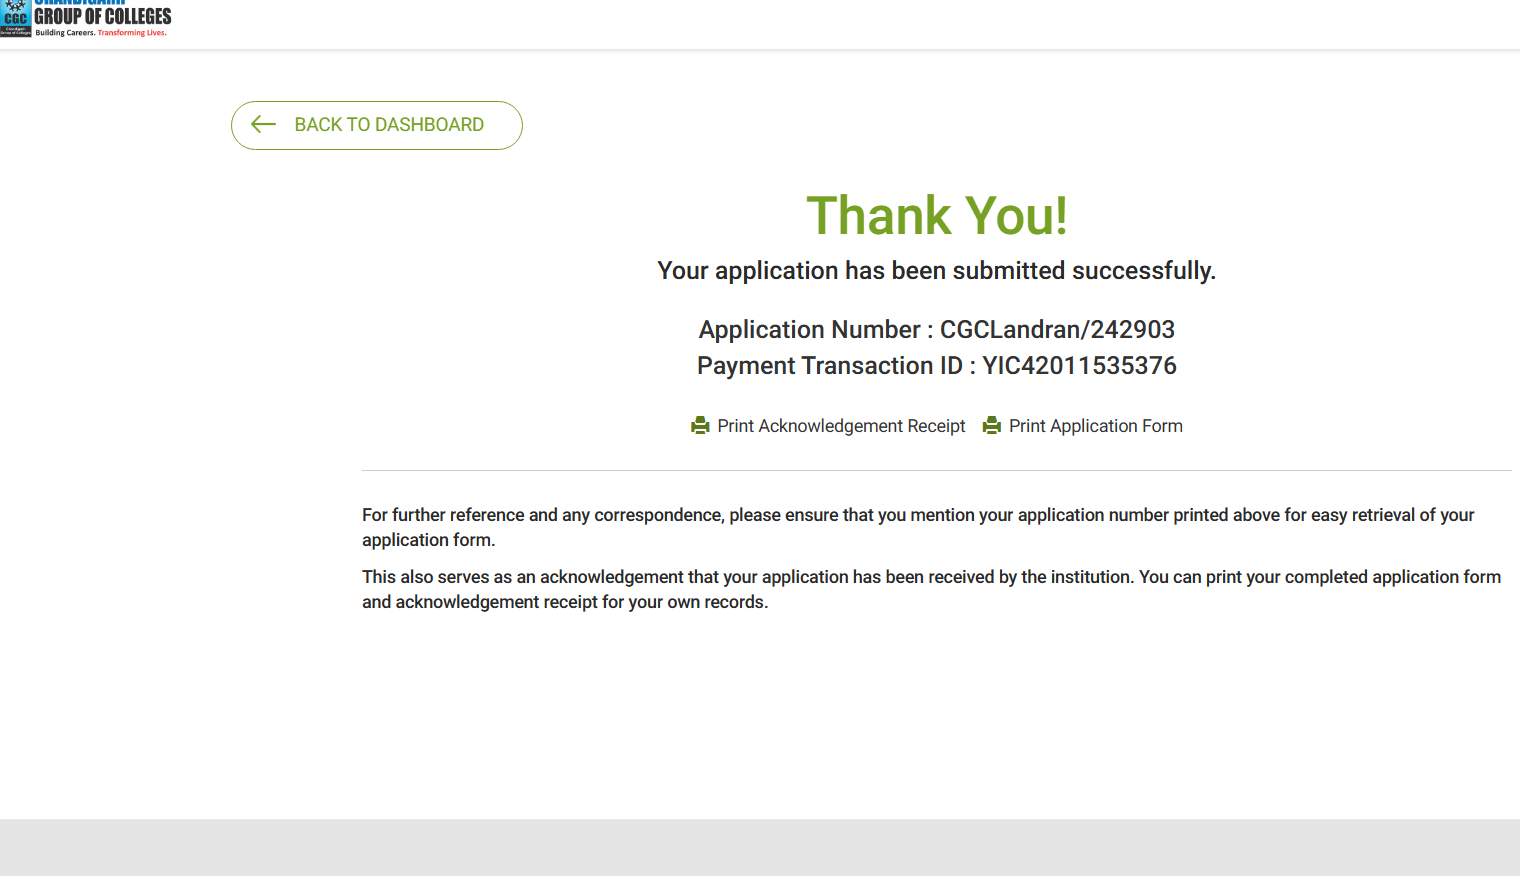 CHANDIGARH
GROUP OF COLLEGES
CGC
Building Careers. Transforming Lives.
BACK TO DASHBOARD
Thank You!
Your application has been submitted successfully.
Application Number : CGCLandran/242903
Payment Transaction ID : YIC42011535376
Print Acknowledgement Receipt Print Application Form
For further reference and any correspondence, please ensure that you mention your application number printed above for easy retrieval of your
application form.
This also serves as an acknowledgement that your application has been received by the institution. You can print your completed application form
and acknowledgement receipt for your own records.